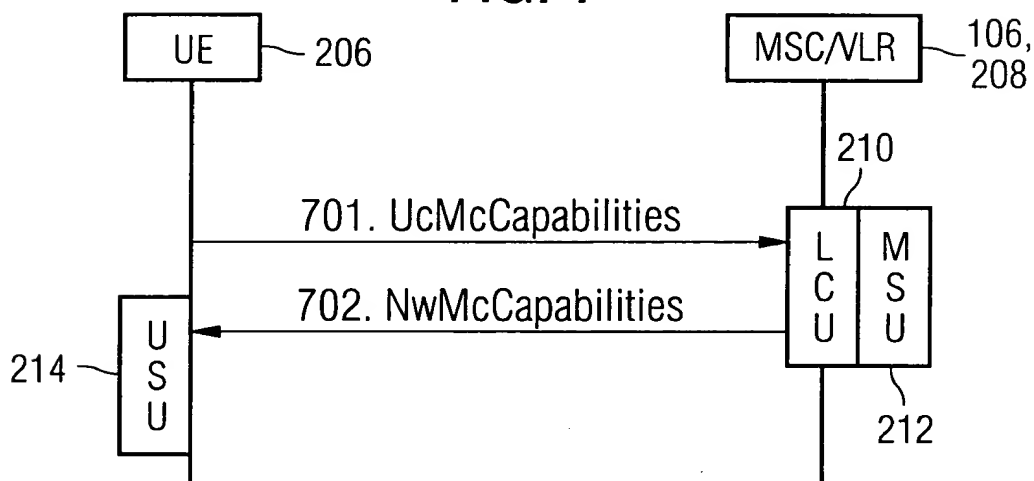 UE
206
MSC/VLR
106,
208
210
701. UcMcCapabilities
L
C
U
M
S
U
702. NwMcCapabilities
U
S
U
214
212